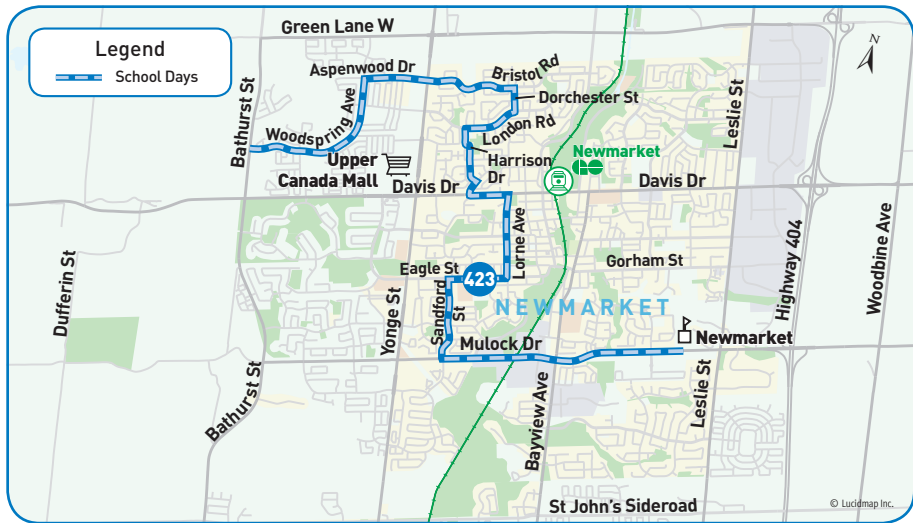 Legend
School Days
Green Lane W
Aspenwood Dr
Bristol Rd
Dorchester St
London Rd
Woodspring Ave
Bathurst St
Leslie St
N
Upper
Canada Mall
Harrison
Dr
Newmarket
Davis Dr
Davis Dr
Lorne Ave
Eagle St
423
Gorham St
Sandford
St
NEWMARKET
Dufferin St
Yonge St
Highway 404
Woodbine Ave
Mulock Dr
Newmarket
Bathurst St
Bayview Ave
Leslie St
St John's Sideroad
© Lucidmap Inc.